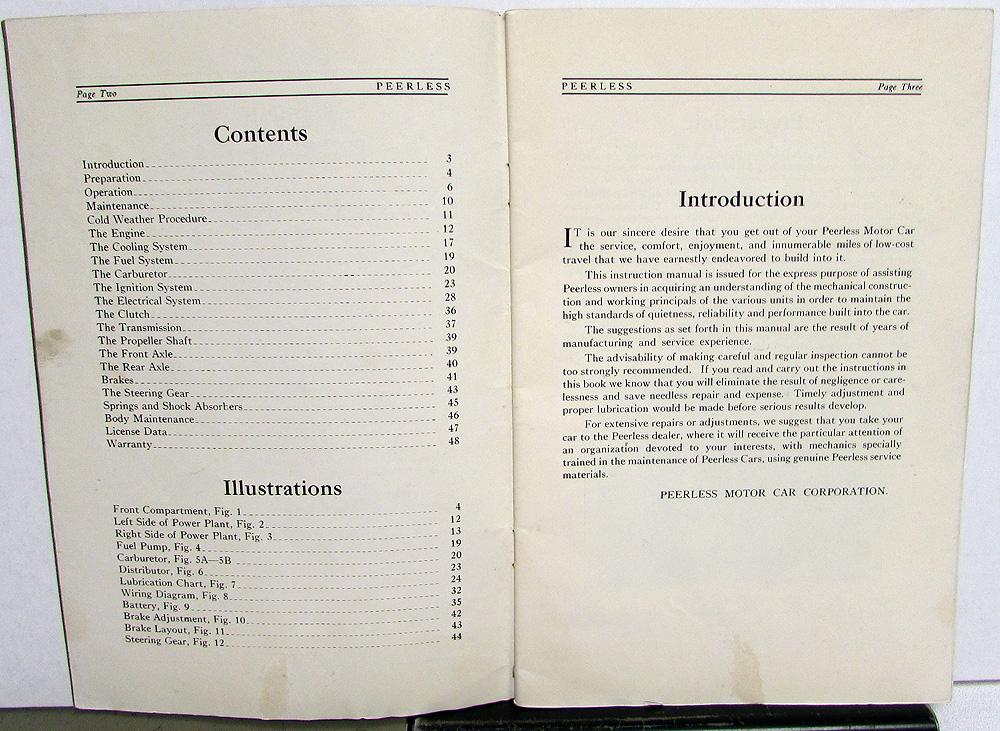 Page Two PEERLESS
Contents
Introduction 3
Preparation 4
Operation 6
Maintenance 10
Cold Weather Procedure 11
The Engine 12
The Cooling System 17
The Fuel System 19
The Carburetor 20
The Ignition System 23
The Electrical System 28
The Clutch 36
The Transmission 37
The Propeller Shaft 39
The Front Axle 39
The Rear Axle 40
Brakes 41
The Steering Gear 43
Springs and Shock Absorbers 45
Body Maintenance 46
License Data 47
Warranty 48
Illustrations
Front Compartment, Fig. 1 4
Left Side of Power Plant, Fig. 2 12
Right Side of Power Plant, Fig. 3 13
Fuel Pump, Fig. 4 19
Carburetor, Fig. 5A—5B 20
Distributor, Fig. 6 23
Lubrication Chart, Fig. 7 24
Wiring Diagram, Fig. 8 32
Battery, Fig. 9 35
Brake Adjustment, Fig. 10 42
Brake Layout, Fig. 11 43
Steering Gear, Fig. 12 44
PEERLESS Page Three
Introduction
IT is our sincere desire that you get out of your Peerless Motor Car
the service, comfort, enjoyment, and innumerable miles of low-cost
travel that we have earnestly endeavored to build into it.
This instruction manual is issued for the express purpose of assisting
Peerless owners in acquiring an understanding of the mechanical construc-
tion and working principals of the various units in order to maintain the
high standards of quietness, reliability and performance built into the car.
The suggestions as set forth in this manual are the result of years of
manufacturing and service experience.
The advisability of making careful and regular inspection cannot be
too strongly recommended. If you read and carry out the instructions in
this book we know that you will eliminate the result of negligence or care-
lessness and save needless repair and expense. Timely adjustment and
proper lubrication would be made before serious results develop.
For extensive repairs or adjustments, we suggest that you take your
car to the Peerless dealer, where it will receive the particular attention of
an organization devoted to your interests, with mechanics specially
trained in the maintenance of Peerless Cars, using genuine Peerless service
materials.
PEERLESS MOTOR CAR CORPORATION.